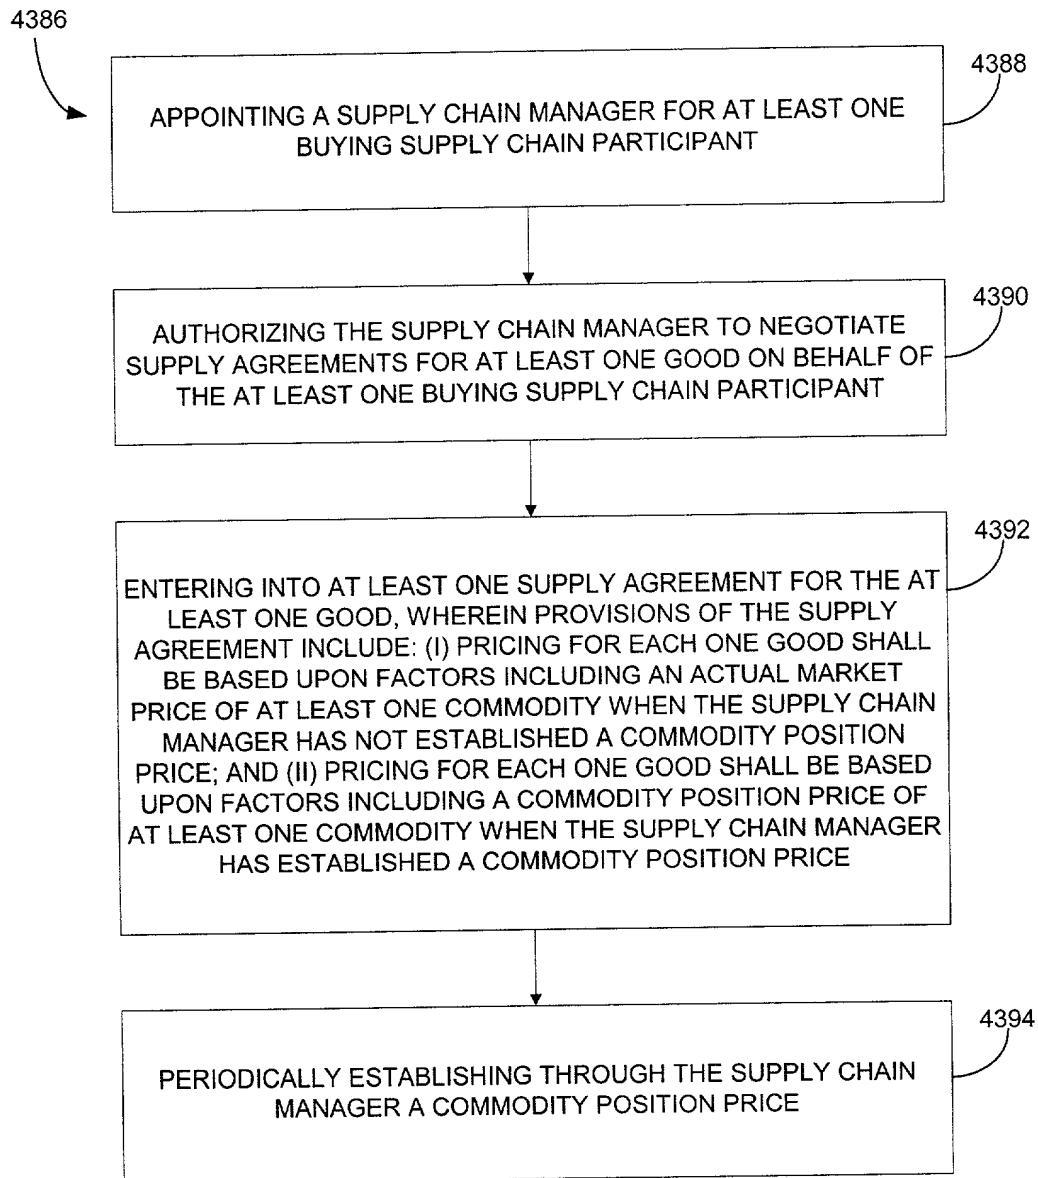 4386
4388
APPOINTING A SUPPLY CHAIN MANAGER FOR AT LEAST ONE
BUYING SUPPLY CHAIN PARTICIPANT
4390
AUTHORIZING THE SUPPLY CHAIN MANAGER TO NEGOTIATE
SUPPLY AGREEMENTS FOR AT LEAST ONE GOOD ON BEHALF OF
THE AT LEAST ONE BUYING SUPPLY CHAIN PARTICIPANT
4392
ENTERING INTO AT LEAST ONE SUPPLY AGREEMENT FOR THE AT
LEAST ONE GOOD, WHEREIN PROVISIONS OF THE SUPPLY
AGREEMENT INCLUDE: (I) PRICING FOR EACH ONE GOOD SHALL
BE BASED UPON FACTORS INCLUDING AN ACTUAL MARKET
PRICE OF AT LEAST ONE COMMODITY WHEN THE SUPPLY CHAIN
MANAGER HAS NOT ESTABLISHED A COMMODITY POSITION
PRICE; AND (II) PRICING FOR EACH ONE GOOD SHALL BE BASED
UPON FACTORS INCLUDING A COMMODITY POSITION PRICE OF
AT LEAST ONE COMMODITY WHEN THE SUPPLY CHAIN MANAGER
HAS ESTABLISHED A COMMODITY POSITION PRICE
4394
PERIODICALLY ESTABLISHING THROUGH THE SUPPLY CHAIN
MANAGER A COMMODITY POSITION PRICE